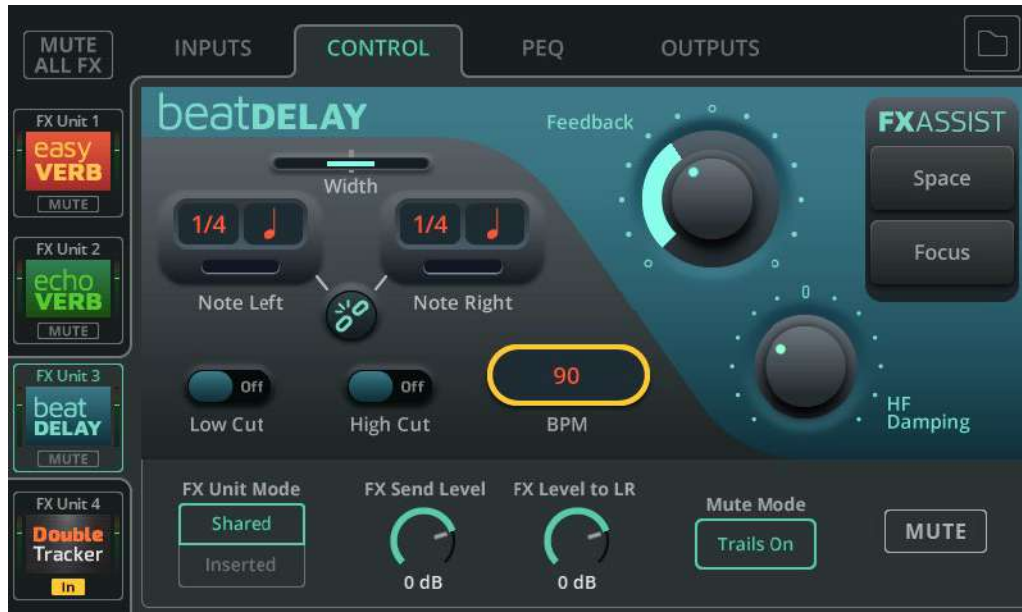 MUTE
ALL FX
INPUTS
CONTROL
PEQ
OUTPUTS
FX Unit 1
easy
VERB
MUTE
FX Unit 2
echo
VERB
MUTE
FX Unit 3
beat
DELAY
MUTE
FX Unit 4
Double
Tracker
In
beatDELAY
Width
1/4
1/4
Note Left
Note Right
Off
Off
Low Cut
High Cut
90
BPM
Feedback
0
0
0
0
HF
Damping
FXASSIST
Space
Focus
FX Unit Mode
Shared
Inserted
FX Send Level
0 dB
FX Level to LR
0 dB
Mute Mode
Trails On
MUTE